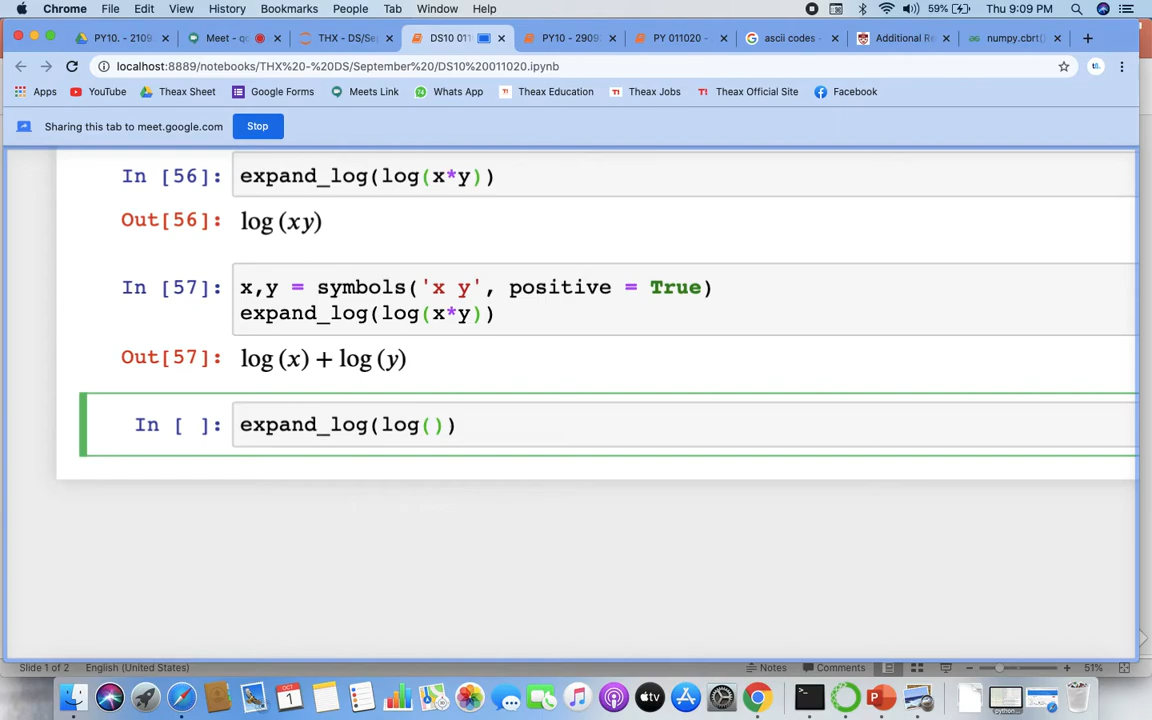 Chrome File Edit View History Bookmarks People Tab Window Help 59% Thu 9:09 PM
PY10. - 2109 Meet - qu THX - DS/Se DS10 011 PY10 - 2909 PY 011020 - ascii codes - Additional Re numpy.cbrt(
localhost:8889/notebooks/THX%20-%20DS/September%20/DS10%20011020.ipynb
Apps YouTube Theax Sheet Google Forms Meets Link Whats App Theax Education Theax Jobs Theax Official Site Facebook
Sharing this tab to meet.google.com Stop
In [56]: expand_log(log(x*y))
Out[56]: log (xy)
In [57]: x,y = symbols('x y', positive = True)
expand_log(log(x*y))
Out[57]: log (x) + log (y)
In [ ]: expand_log(log())
Slide 1 of 2 English (United States) Notes Comments 51%